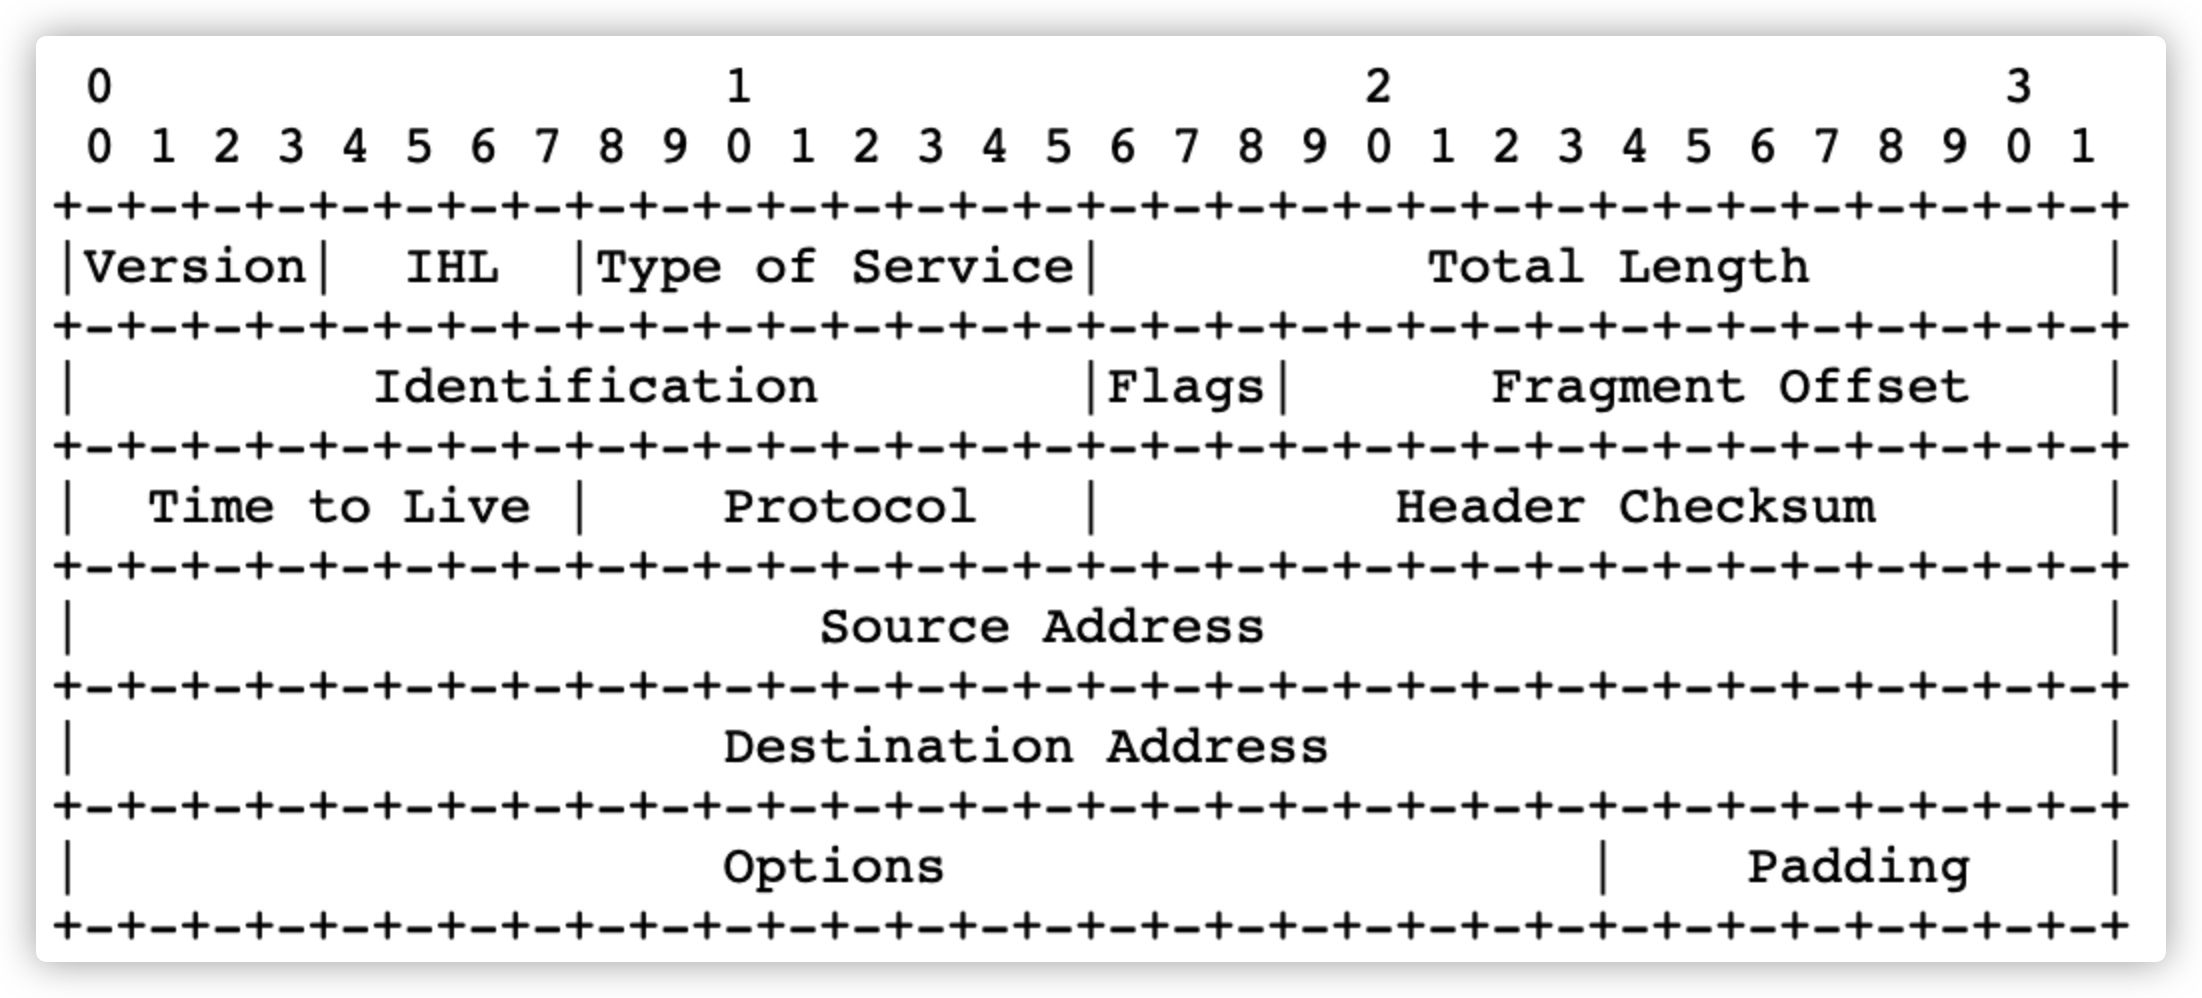 0                   1                   2                   3
 0 1 2 3 4 5 6 7 8 9 0 1 2 3 4 5 6 7 8 9 0 1 2 3 4 5 6 7 8 9 0 1
+-+-+-+-+-+-+-+-+-+-+-+-+-+-+-+-+-+-+-+-+-+-+-+-+-+-+-+-+-+-+-+-+
|Version|  IHL  |Type of Service|          Total Length         |
+-+-+-+-+-+-+-+-+-+-+-+-+-+-+-+-+-+-+-+-+-+-+-+-+-+-+-+-+-+-+-+-+
|         Identification        |Flags|      Fragment Offset    |
+-+-+-+-+-+-+-+-+-+-+-+-+-+-+-+-+-+-+-+-+-+-+-+-+-+-+-+-+-+-+-+-+
|  Time to Live |    Protocol   |         Header Checksum       |
+-+-+-+-+-+-+-+-+-+-+-+-+-+-+-+-+-+-+-+-+-+-+-+-+-+-+-+-+-+-+-+-+
|                       Source Address                          |
+-+-+-+-+-+-+-+-+-+-+-+-+-+-+-+-+-+-+-+-+-+-+-+-+-+-+-+-+-+-+-+-+
|                    Destination Address                        |
+-+-+-+-+-+-+-+-+-+-+-+-+-+-+-+-+-+-+-+-+-+-+-+-+-+-+-+-+-+-+-+-+
|                    Options                    |    Padding    |
+-+-+-+-+-+-+-+-+-+-+-+-+-+-+-+-+-+-+-+-+-+-+-+-+-+-+-+-+-+-+-+-+